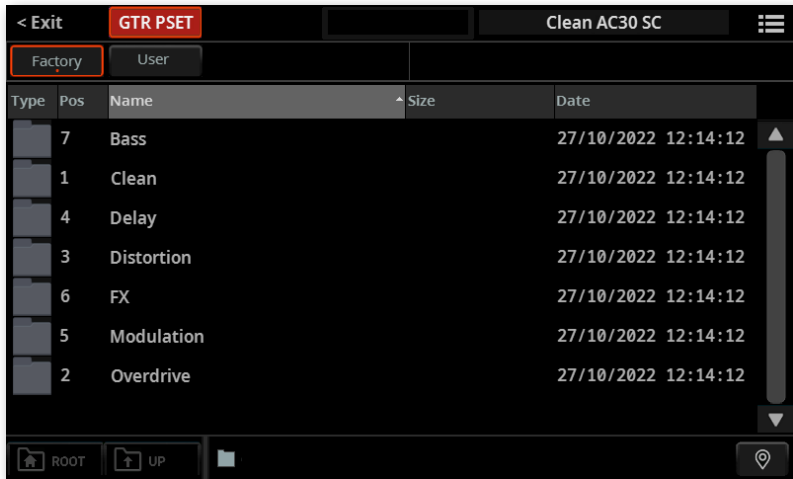 < Exit GTR PSET Clean AC30 SC
Factory User
Type Pos Name Size Date
7 Bass 27/10/2022 12:14:12
1 Clean 27/10/2022 12:14:12
4 Delay 27/10/2022 12:14:12
3 Distortion 27/10/2022 12:14:12
6 FX 27/10/2022 12:14:12
5 Modulation 27/10/2022 12:14:12
2 Overdrive 27/10/2022 12:14:12
ROOT UP